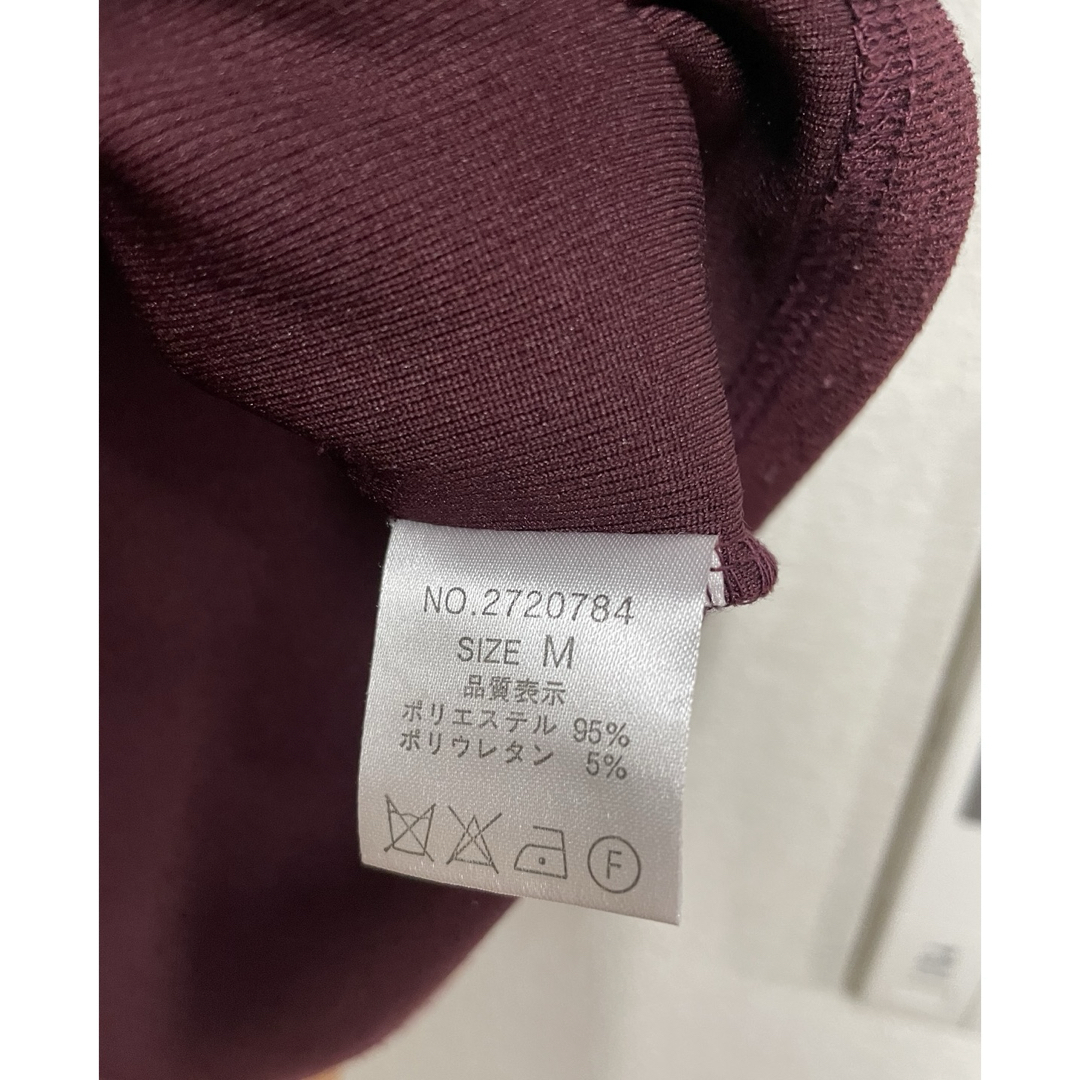 NO.2720784
SIZE M
品質表示
ポリエステル 95%
ポリウレタン 5%
F